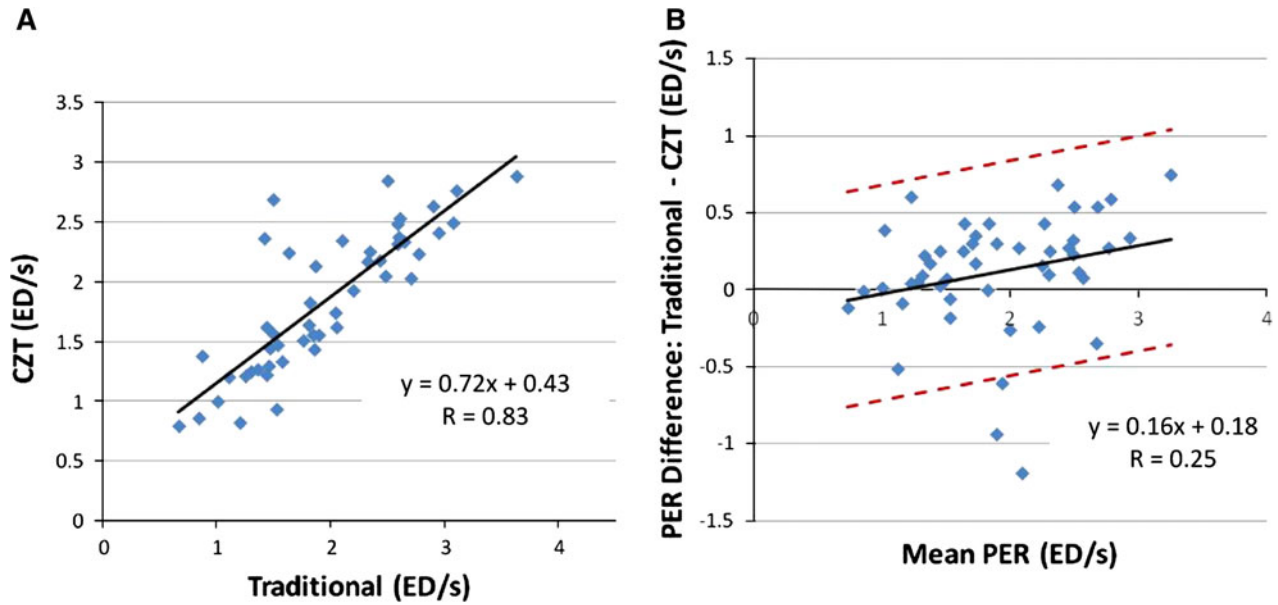 A
3.5
3
2.5
2
1.5
1
0.5
0
0
1
2
3
4
CZT (ED/s)
Traditional (ED/s)
y = 0.72x + 0.43
R = 0.83
B
1.5
1
0.5
0
-0.5
-1
-1.5
0
1
2
3
4
PER Difference: Traditional - CZT (ED/s)
Mean PER (ED/s)
y = 0.16x + 0.18
R = 0.25